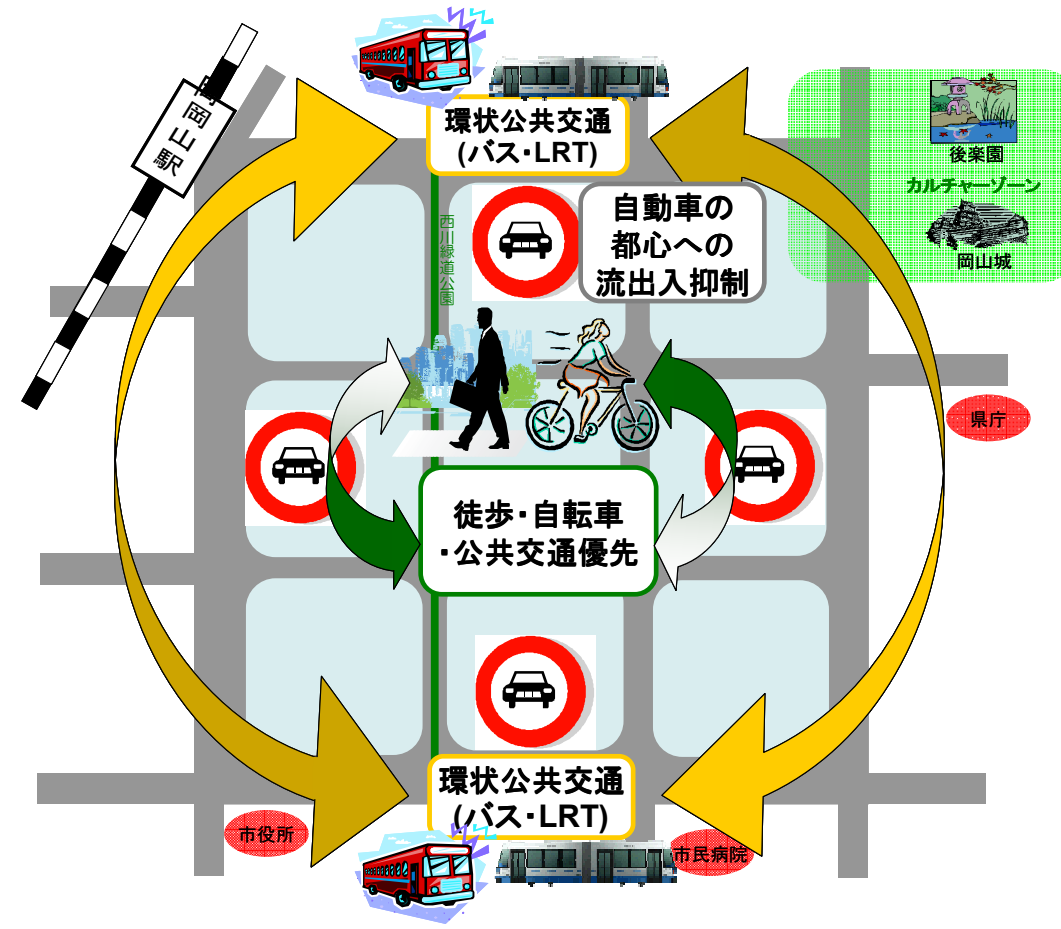 環状公共交通
(バス・LRT)
岡山駅
後楽園
カルチャーゾーン
岡山城
自動車の
都心への
流出入抑制
西川緑道公園
県庁
徒歩・自転車
・公共交通優先
環状公共交通
(バス・LRT)
市役所
市民病院